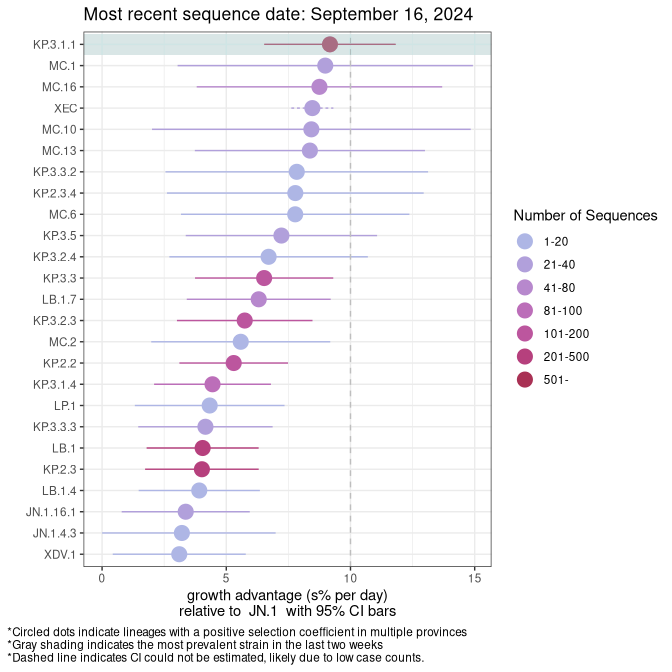 Most recent sequence date: September 16, 2024
KP.3.1.1
MC.1
MC.16
XEC
MC.10
MC.13
KP.3.3.2
KP.2.3.4
MC.6
KP.3.5
KP.3.2.4
KP.3.3
LB.1.7
KP.3.2.3
MC.2
KP.2.2
KP.3.1.4
LP.1
KP.3.3.3
LB.1
KP.2.3
LB.1.4
JN.1.16.1
JN.1.4.3
XDV.1
0 5 10 15
growth advantage (s% per day)
relative to JN.1 with 95% CI bars
Number of Sequences
1-20
21-40
41-80
81-100
101-200
201-500
501-
*Circled dots indicate lineages with a positive selection coefficient in multiple provinces
*Gray shading indicates the most prevalent strain in the last two weeks
*Dashed line indicates CI could not be estimated, likely due to low case counts.